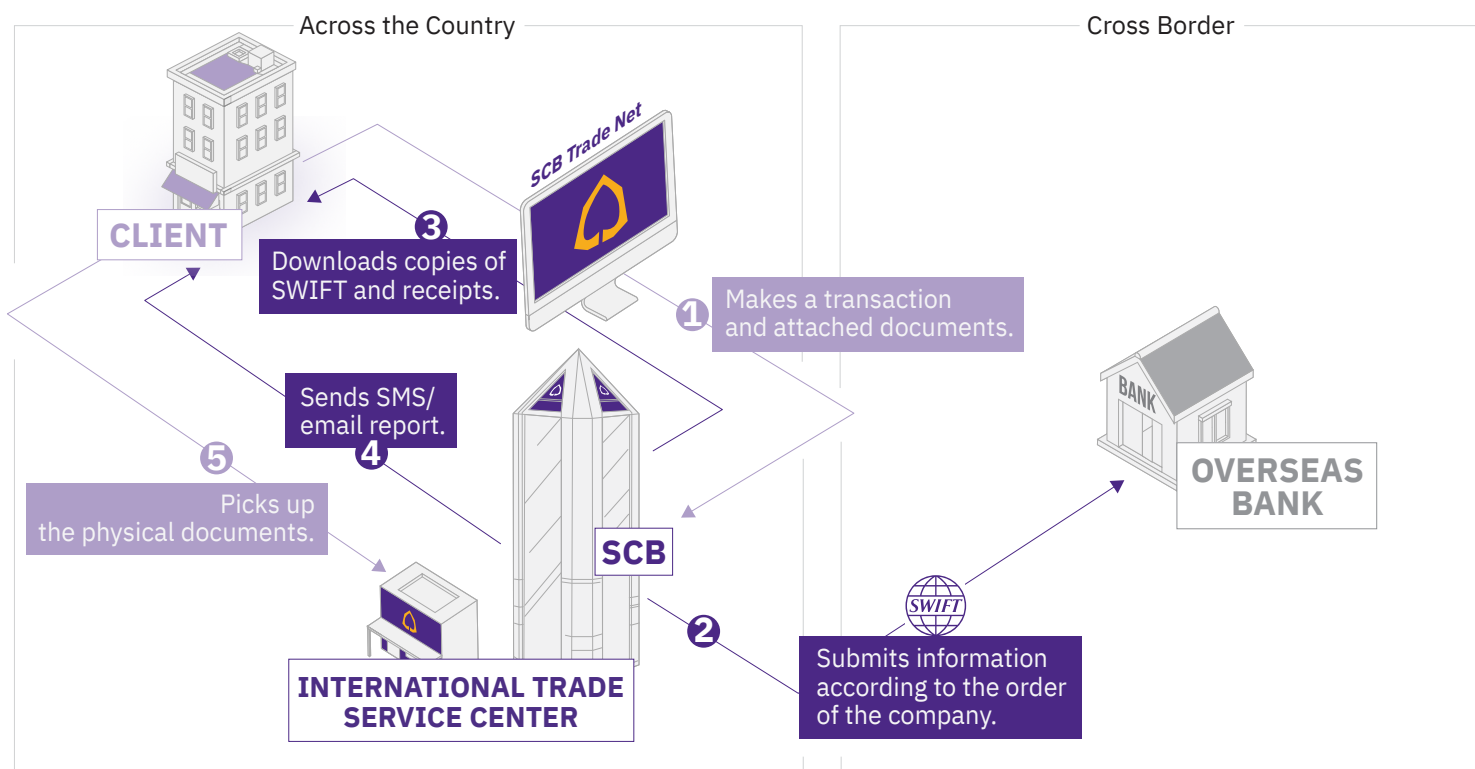 Across the Country
Cross Border
SCB Trade Net
CLIENT
3
Downloads copies of
SWIFT and receipts.
1
Makes a transaction
and attached documents.
Sends SMS/
email report.
4
5
Picks up
the physical documents.
BANK
OVERSEAS
BANK
SCB
SWIFT
2
Submits information
according to the order
of the company.
INTERNATIONAL TRADE
SERVICE CENTER